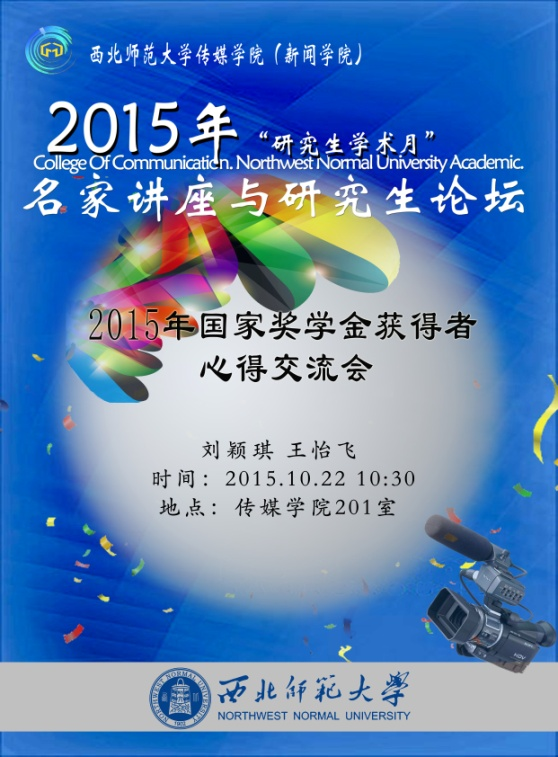 西北师范大学传媒学院（新闻学院）
2015年“研究生学术月”
College Of Communication. Northwest Normal University Academic.
名家讲座与研究生论坛
2015年国家奖学金获得者
心得交流会
刘颖琪 王怡飞
时间：2015.10.22 10:30
地点：传媒学院201室
西北师范大学
NORTHWEST NORMAL UNIVERSITY